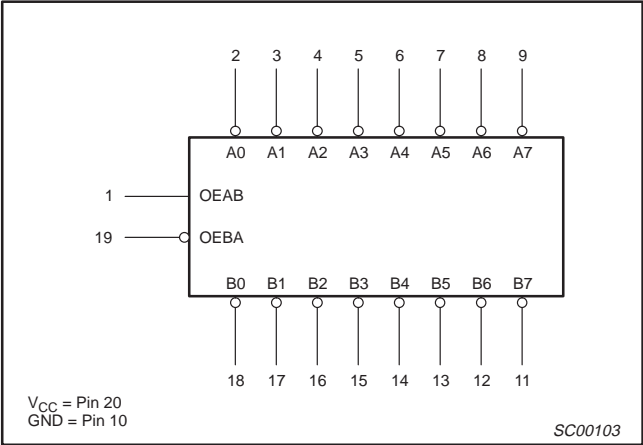 2 3 4 5 6 7 8 9
A0 A1 A2 A3 A4 A5 A6 A7
1 OEAB
19 OEBA
B0 B1 B2 B3 B4 B5 B6 B7
18 17 16 15 14 13 12 11
VCC = Pin 20
GND = Pin 10
SC00103